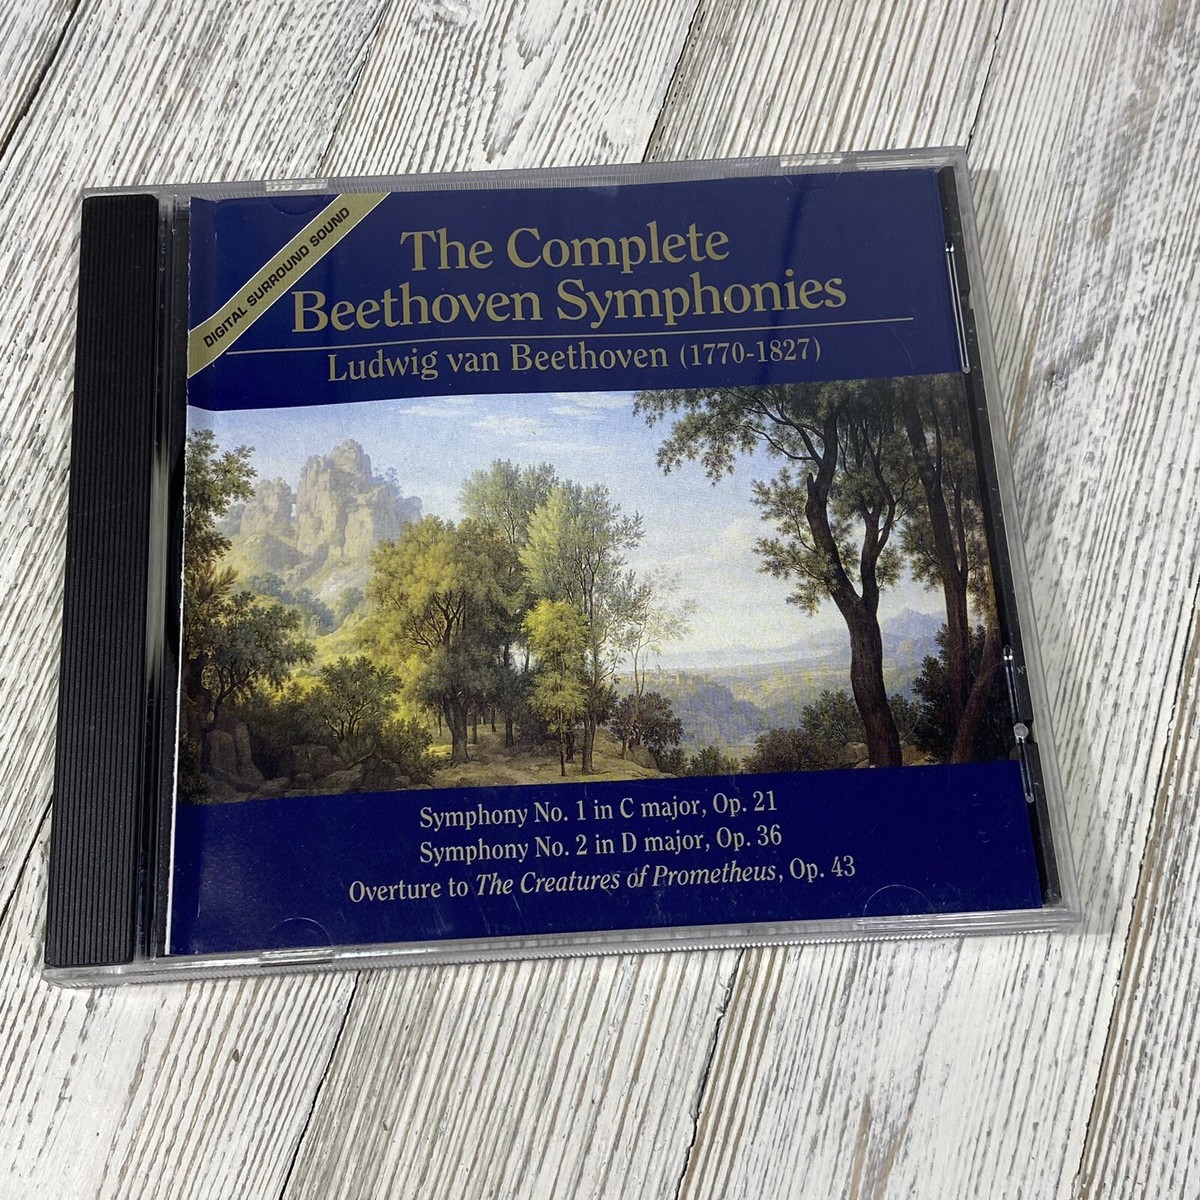 DIGITAL SURROUND SOUND
The Complete
Beethoven Symphonies
Ludwig van Beethoven (1770-1827)
Symphony No. 1 in C major, Op. 21
Symphony No. 2 in D major, Op. 36
Overture to The Creatures of Prometheus, Op. 43